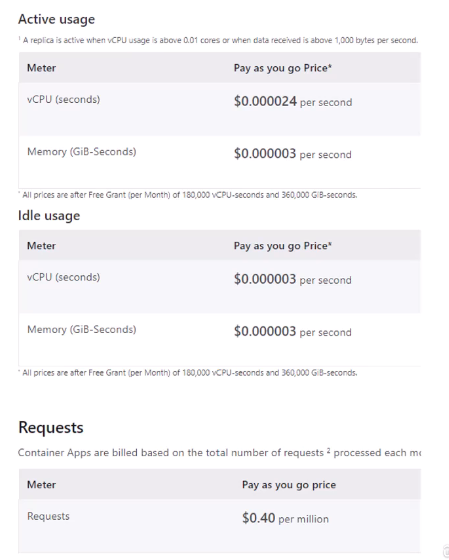 Active usage
¹ A replica is active when vCPU usage is above 0.01 cores or when data received is above 1,000 bytes per second.
Meter Pay as you go Price*
vCPU (seconds) $0.000024 per second
Memory (GiB-Seconds) $0.000003 per second
* All prices are after Free Grant (per Month) of 180,000 vCPU-seconds and 360,000 GiB-seconds.
Idle usage
Meter Pay as you go Price*
vCPU (seconds) $0.000003 per second
Memory (GiB-Seconds) $0.000003 per second
* All prices are after Free Grant (per Month) of 180,000 vCPU-seconds and 360,000 GiB-seconds.
Requests
Container Apps are billed based on the total number of requests ² processed each
Meter Pay as you go price
Requests $0.40 per million